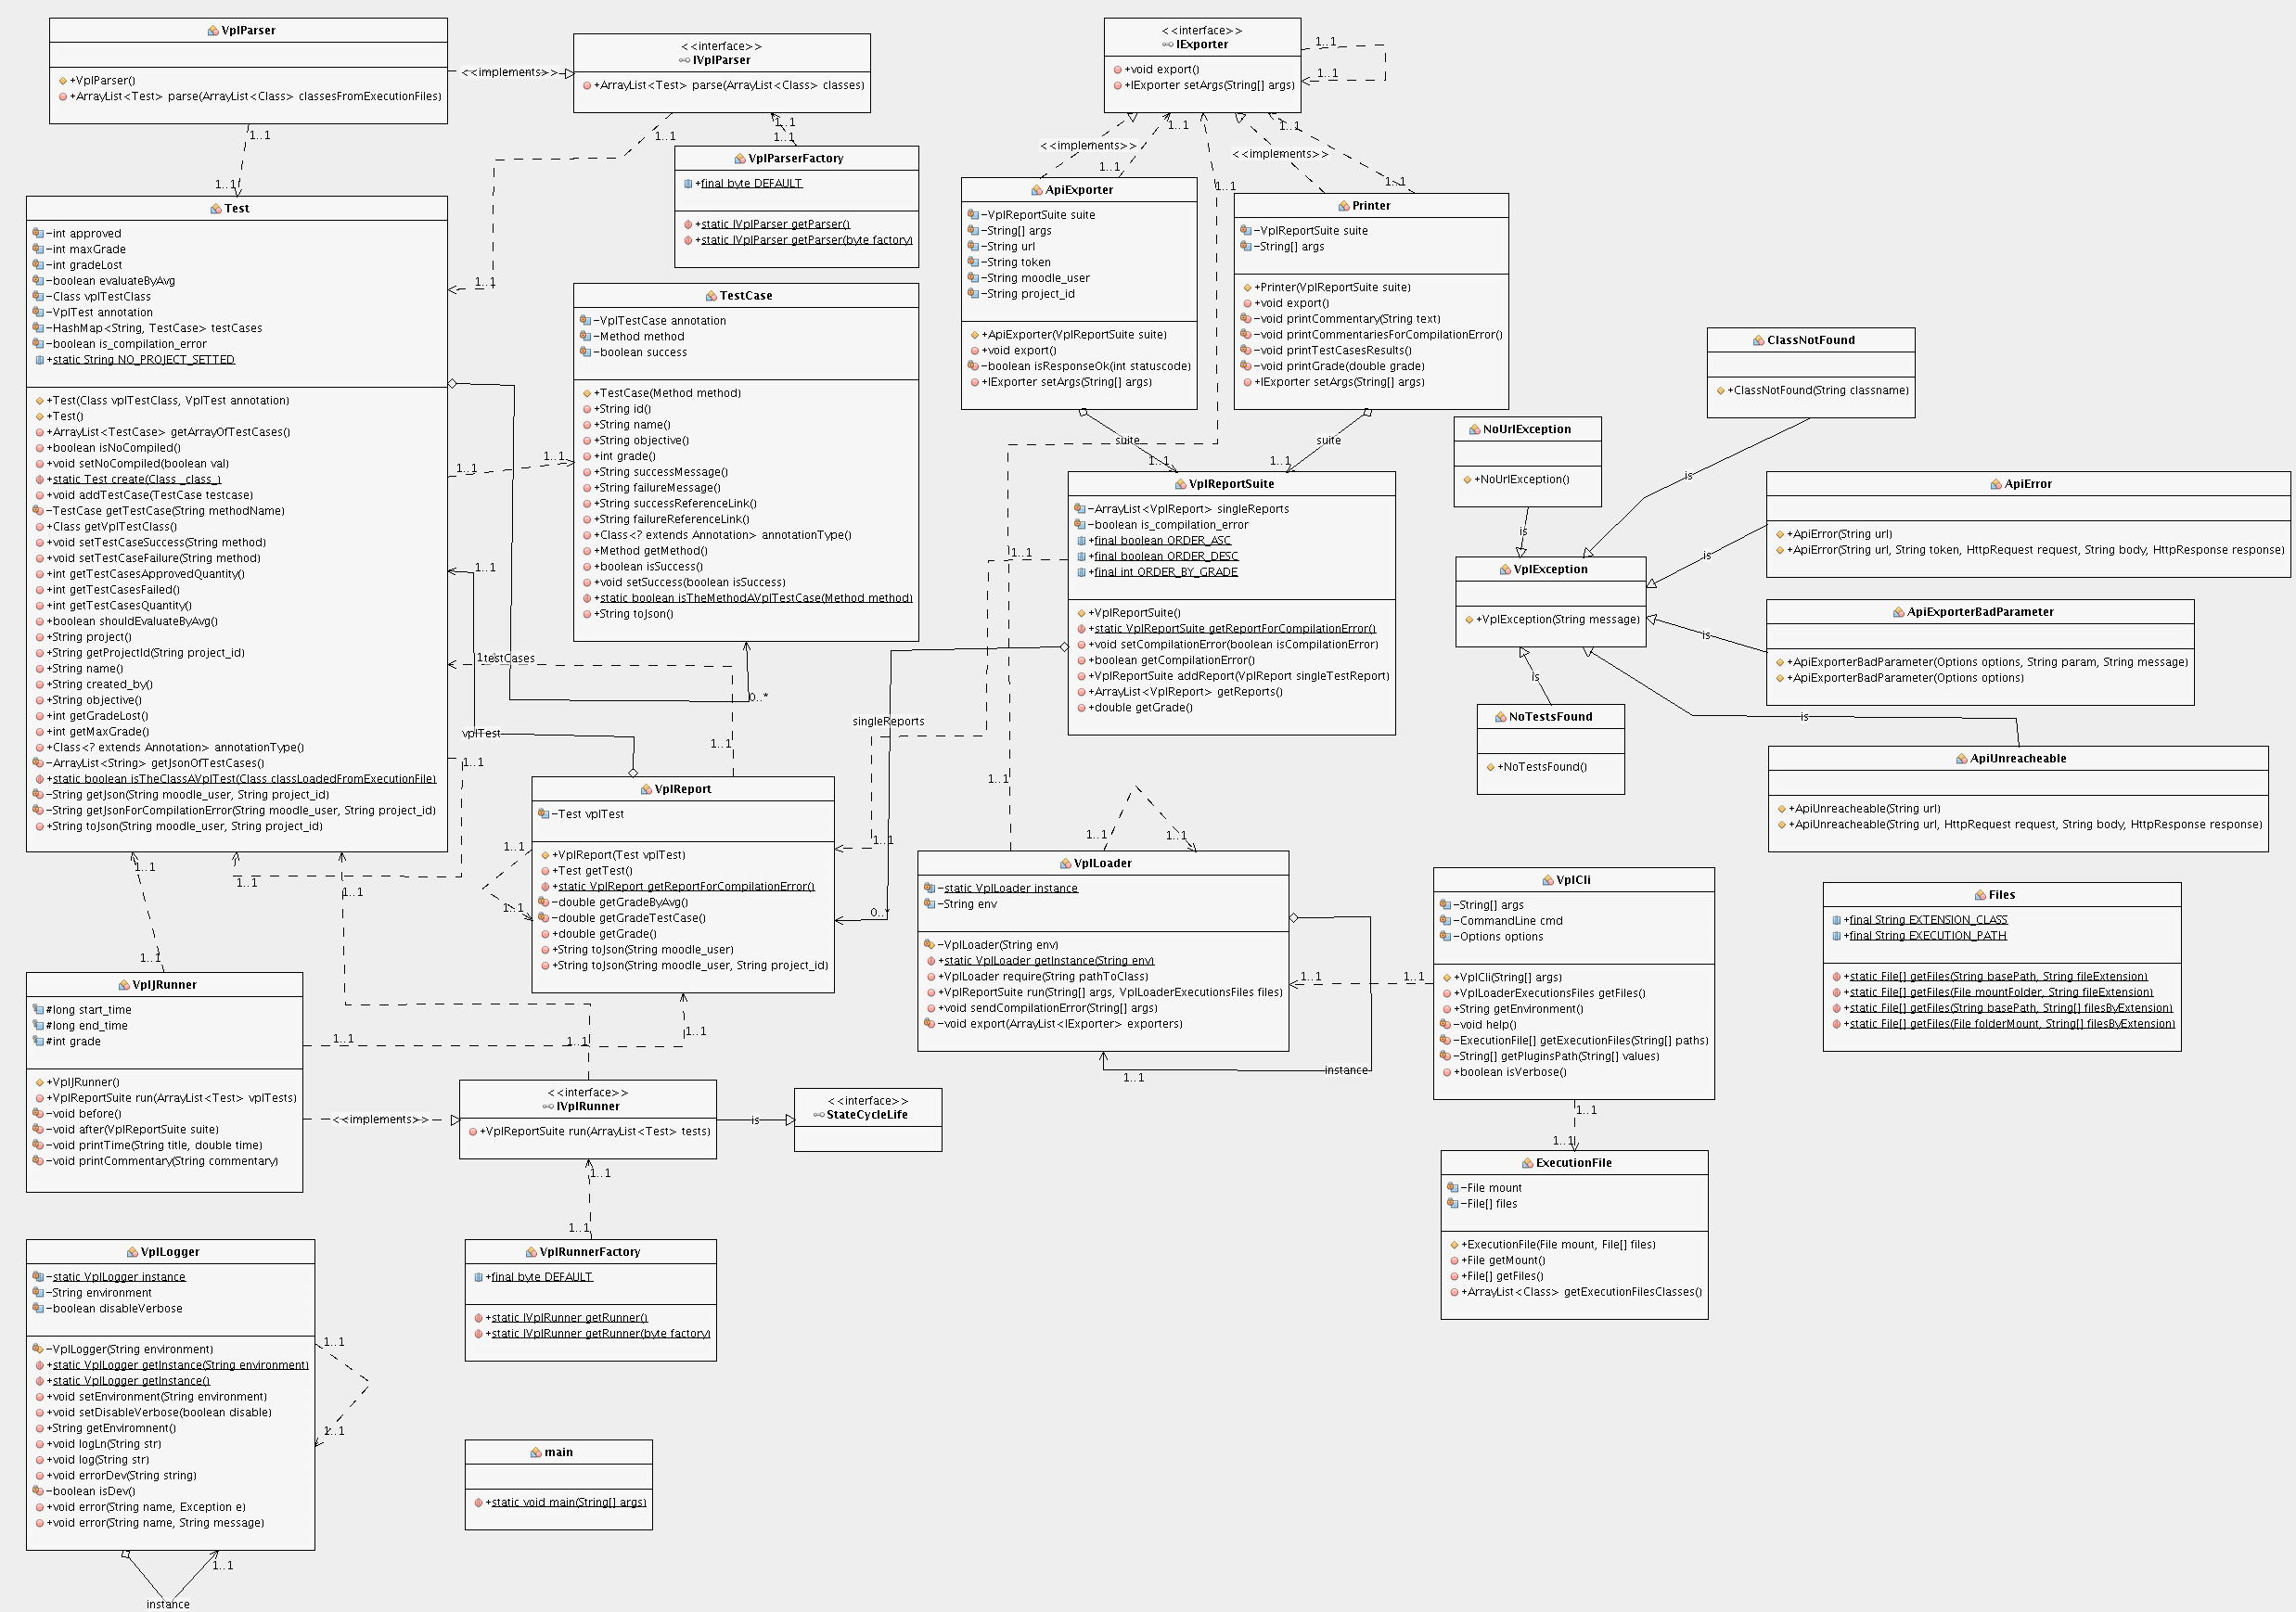 VplParser
+VplParser()
+ArrayList<Test> parse(ArrayList<Class> classesFromExecutionFiles)
<<implements>>
<<interface>>
IVplParser
+ArrayList<Test> parse(ArrayList<Class> classes)
<<interface>>
IExporter
+void export()
+IExporter setArgs(String[] args)
1..1
1..1
1..1
1..1
1..1
1..1
1..1
VplParserFactory
+final byte DEFAULT
+static IVplParser getParser()
+static IVplParser getParser(byte factory)
1..1
<<implements>>
1..1
1..1
<<implements>>
1..1
1..1
1..1
Test
-int approved
-int maxGrade
-int gradeLost
-boolean evaluateByAvg
-Class vplTestClass
-VplTest annotation
-HashMap<String, TestCase> testCases
-boolean is_compilation_error
+static String NO_PROJECT_SETTED
+Test(Class vplTestClass, VplTest annotation)
+Test()
+ArrayList<TestCase> getArrayOfTestCases()
+boolean isNoCompiled()
+void setNoCompiled(boolean val)
+static Test create(Class _class_)
+void addTestCase(TestCase testcase)
-TestCase getTestCase(String methodName)
+Class getVplTestClass()
+void setTestCaseSuccess(String method)
+void setTestCaseFailure(String method)
+int getTestCasesApprovedQuantity()
+int getTestCasesFailed()
+int getTestCasesQuantity()
+boolean shouldEvaluateByAvg()
+String project()
+String getProjectId(String project_id)
+String name()
+String created_by()
+String objective()
+int getGradeLost()
+int getMaxGrade()
+Class<? extends Annotation> annotationType()
-ArrayList<String> getJsonOfTestCases()
+static boolean isTheClassAVplTest(Class classLoadedFromExecutionFile)
-String getJson(String moodle_user, String project_id)
-String getJsonForCompilationError(String moodle_user, String project_id)
+String toJson(String moodle_user, String project_id)
1..1
TestCase
-VplTestCase annotation
-Method method
-boolean success
+TestCase(Method method)
+String id()
+String name()
+String objective()
+int grade()
+String successMessage()
+String failureMessage()
+String successReferenceLink()
+String failureReferenceLink()
+Class<? extends Annotation> annotationType()
+Method getMethod()
+boolean isSuccess()
+void setSuccess(boolean isSuccess)
+static boolean isTheMethodAVplTestCase(Method method)
+String toJson()
1..1
1..1
1..1
testCases
0..*
vplTest
1..1
1..1
1..1
ApiExporter
-VplReportSuite suite
-String[] args
-String url
-String token
-String moodle_user
-String project_id
+ApiExporter(VplReportSuite suite)
+void export()
-boolean isResponseOk(int statuscode)
+IExporter setArgs(String[] args)
Printer
-VplReportSuite suite
-String[] args
+Printer(VplReportSuite suite)
+void export()
-void printCommentary(String text)
-void printCommentariesForCompilationError()
-void printTestCasesResults()
-void printGrade(double grade)
+IExporter setArgs(String[] args)
suite
1..1
suite
1..1
VplReportSuite
-ArrayList<VplReport> singleReports
-boolean is_compilation_error
+final boolean ORDER_ASC
+final boolean ORDER_DESC
+final int ORDER_BY_GRADE
+VplReportSuite()
+static VplReportSuite getReportForCompilationError()
+void setCompilationError(boolean isCompilationError)
+boolean getCompilationError()
+VplReportSuite addReport(VplReport singleTestReport)
+ArrayList<VplReport> getReports()
+double getGrade()
1..1
singleReports
1..1
1..1
0..*
ClassNotFound
+ClassNotFound(String classname)
NoUrlException
+NoUrlException()
is
is
ApiError
+ApiError(String url)
+ApiError(String url, String token, HttpRequest request, String body, HttpResponse response)
is
VplException
+VplException(String message)
ApiExporterBadParameter
+ApiExporterBadParameter(Options options, String param, String message)
+ApiExporterBadParameter(Options options)
is
is
NoTestsFound
+NoTestsFound()
is
ApiUnreacheable
+ApiUnreacheable(String url)
+ApiUnreacheable(String url, HttpRequest request, String body, HttpResponse response)
VplReport
-Test vplTest
+VplReport(Test vplTest)
+Test getTest()
+static VplReport getReportForCompilationError()
-double getGradeByAvg()
-double getGradeTestCase()
+double getGrade()
+String toJson(String moodle_user)
+String toJson(String moodle_user, String project_id)
1..1
1..1
1..1
1..1
VplLoader
-static VplLoader instance
-String env
-VplLoader(String env)
+static VplLoader getInstance(String env)
+VplLoader require(String pathToClass)
+VplReportSuite run(String[] args, VplLoaderExecutionsFiles files)
+void sendCompilationError(String[] args)
-void export(ArrayList<IExporter> exporters)
instance
1..1
1..1
1..1
VplCli
-String[] args
-CommandLine cmd
-Options options
+VplCli(String[] args)
+VplLoaderExecutionsFiles getFiles()
+String getEnvironment()
-void help()
-ExecutionFile[] getExecutionFiles(String[] paths)
-String[] getPluginsPath(String[] values)
+boolean isVerbose()
Files
+final String EXTENSION_CLASS
+final String EXECUTION_PATH
+static File[] getFiles(String basePath, String fileExtension)
+static File[] getFiles(File mountFolder, String fileExtension)
+static File[] getFiles(String basePath, String[] filesByExtension)
+static File[] getFiles(File folderMount, String[] filesByExtension)
1..1
1..1
ExecutionFile
-File mount
-File[] files
+ExecutionFile(File mount, File[] files)
+File getMount()
+File[] getFiles()
+ArrayList<Class> getExecutionFilesClasses()
1..1
1..1
1..1
1..1
VplJRunner
#long start_time
#long end_time
#int grade
+VplJRunner()
+VplReportSuite run(ArrayList<Test> vplTests)
-void before()
-void after(VplReportSuite suite)
-void printTime(String title, double time)
-void printCommentary(String commentary)
1..1
1..1
1..1
<<implements>>
<<interface>>
IVplRunner
+VplReportSuite run(ArrayList<Test> tests)
is
<<interface>>
StateCycleLife
1..1
1..1
VplRunnerFactory
+final byte DEFAULT
+static IVplRunner getRunner()
+static IVplRunner getRunner(byte factory)
VplLogger
-static VplLogger instance
-String environment
-boolean disableVerbose
-VplLogger(String environment)
+static VplLogger getInstance(String environment)
+static VplLogger getInstance()
+void setEnvironment(String environment)
+void setDisableVerbose(boolean disable)
+String getEnviromnent()
+void logLn(String str)
+void log(String str)
+void errorDev(String string)
-boolean isDev()
+void error(String name, Exception e)
+void error(String name, String message)
1..1
1..1
1..1
instance
main
+static void main(String[] args)